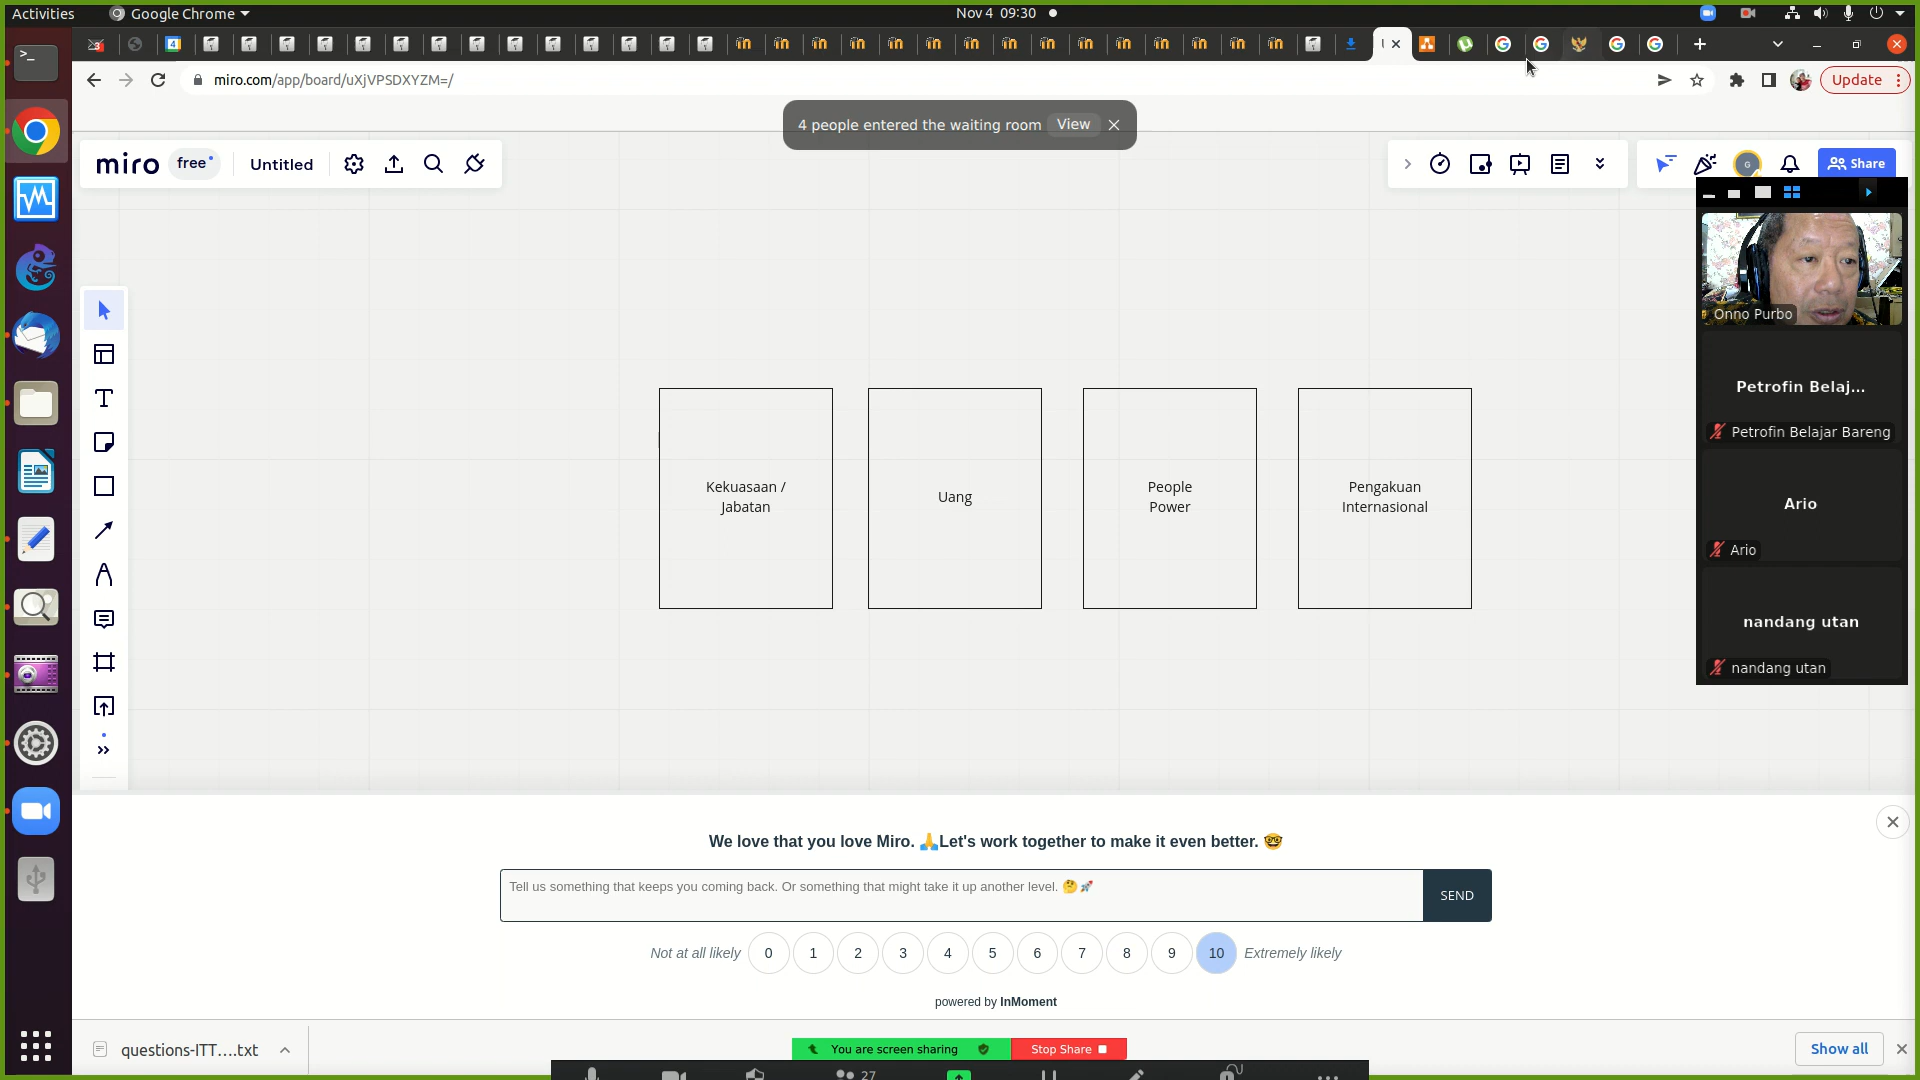 Activities
Google Chrome
Nov 4 09:30
3
4
miro.com/app/board/uXjVPSDXYZM=/
Update
4 people entered the waiting room View
miro free Untitled
G
Share
Onno Purbo
Petrofin Belaj...
Petrofin Belajar Bareng
Ario
Ario
nandang utan
nandang utan
Kekuasaan /
Jabatan
Uang
People
Power
Pengakuan
Internasional
We love that you love Miro. 🙏Let's work together to make it even better. 🤓
Tell us something that keeps you coming back. Or something that might take it up another level. 🤔🚀
SEND
Not at all likely 0 1 2 3 4 5 6 7 8 9 10 Extremely likely
powered by InMoment
questions-ITT....txt
You are screen sharing
Stop Share
Show all
27